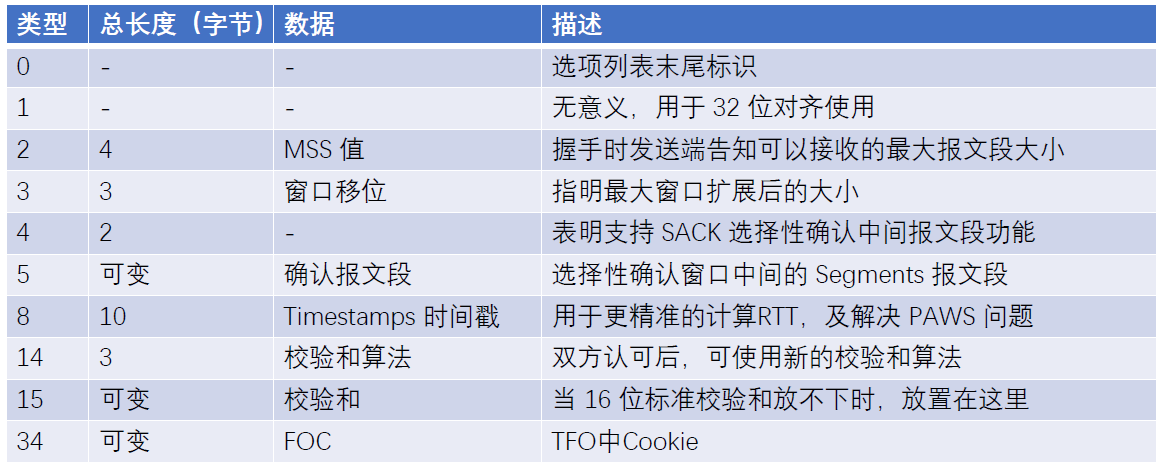 类型 总长度（字节） 数据 描述
0 - - 选项列表末尾标识
1 - - 无意义，用于 32 位对齐使用
2 4 MSS 值 握手时发送端告知可以接收的最大报文段大小
3 3 窗口移位 指明最大窗口扩展后的大小
4 2 - 表明支持 SACK 选择性确认中间报文段功能
5 可变 确认报文段 选择性确认窗口中间的 Segments 报文段
8 10 Timestamps 时间戳 用于更精准的计算RTT，及解决 PAWS 问题
14 3 校验和算法 双方认可后，可使用新的校验和算法
15 可变 校验和 当 16 位标准校验和放不下时，放置在这里
34 可变 FOC TFO中Cookie